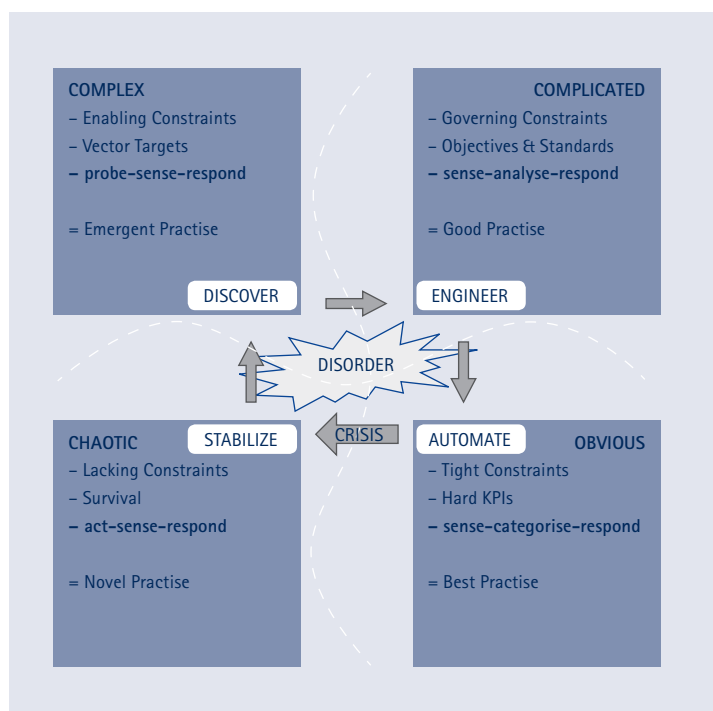 COMPLEX
– Enabling Constraints
– Vector Targets
– probe-sense-respond
= Emergent Practise
DISCOVER
COMPLICATED
– Governing Constraints
– Objectives & Standards
– sense-analyse-respond
= Good Practise
ENGINEER
DISORDER
CHAOTIC
STABILIZE
– Lacking Constraints
– Survival
– act-sense-respond
= Novel Practise
CRISIS
AUTOMATE
OBVIOUS
– Tight Constraints
– Hard KPIs
– sense-categorise-respond
= Best Practise